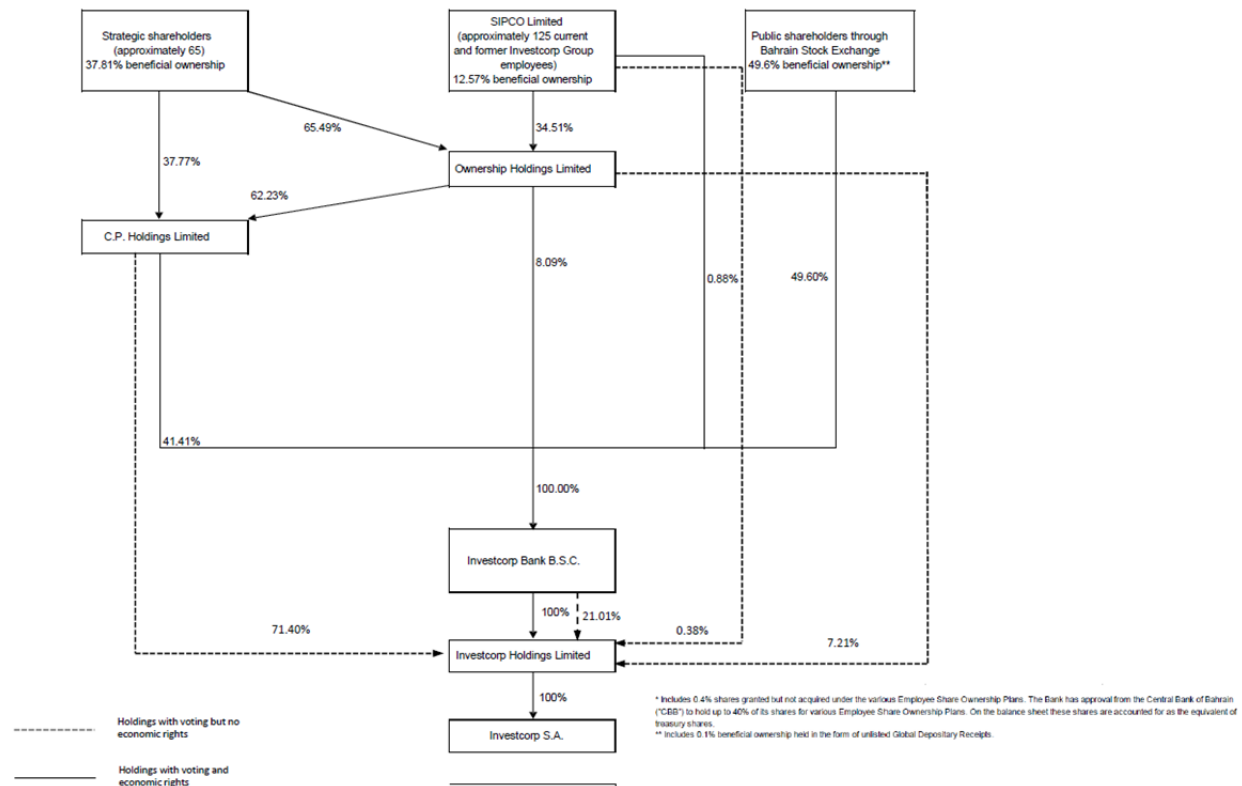 Strategic shareholders
(approximately 65)
37.81% beneficial ownership
SIPCO Limited
(approximately 125 current
and former Investcorp Group
employees)
12.57% beneficial ownership
Public shareholders through
Bahrain Stock Exchange
49.6% beneficial ownership**
65.49%
34.51%
37.77%
Ownership Holdings Limited
62.23%
C.P. Holdings Limited
8.09%
0.88%
49.60%
41.41%
100.00%
Investcorp Bank B.S.C.
100%
21.01%
71.40%
0.38%
7.21%
Investcorp Holdings Limited
100%
Investcorp S.A.
* Includes 0.4% shares granted but not acquired under the various Employee Share Ownership Plans. The Bank has approval from the Central Bank of Bahrain
("CBB") to hold up to 40% of its shares for various Employee Share Ownership Plans. On the balance sheet these shares are accounted for as the equivalent of
treasury shares.
** Includes 0.1% beneficial ownership held in the form of unlisted Global Depositary Receipts.
Holdings with voting but no
economic rights
Holdings with voting and
economic rights